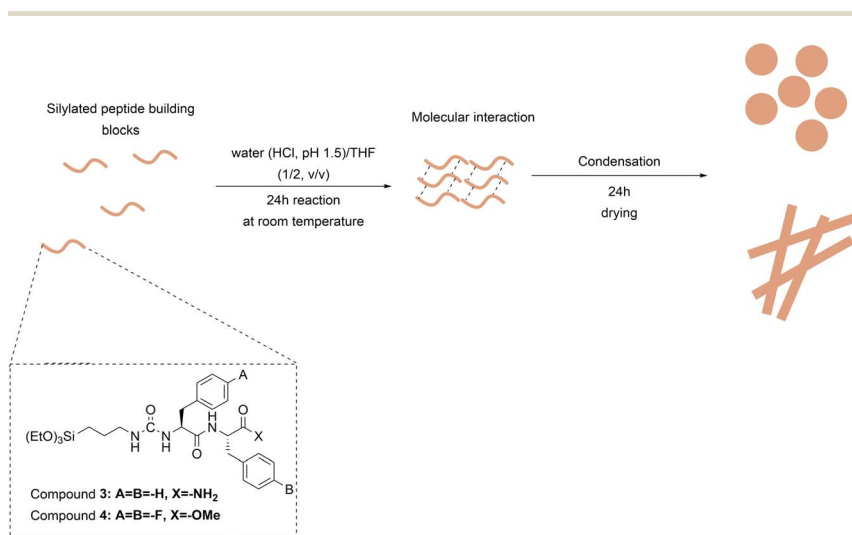 Silylated peptide building
blocks
water (HCl, pH 1.5)/THF
(1/2, v/v)
24h reaction
at room temperature
Molecular interaction
Condensation
24h
drying
A
O
O
H
N
X
(EtO)₃Si
N
H
C
N
H
O
B
Compound 3: A=B=-H, X=-NH₂
Compound 4: A=B=-F, X=-OMe